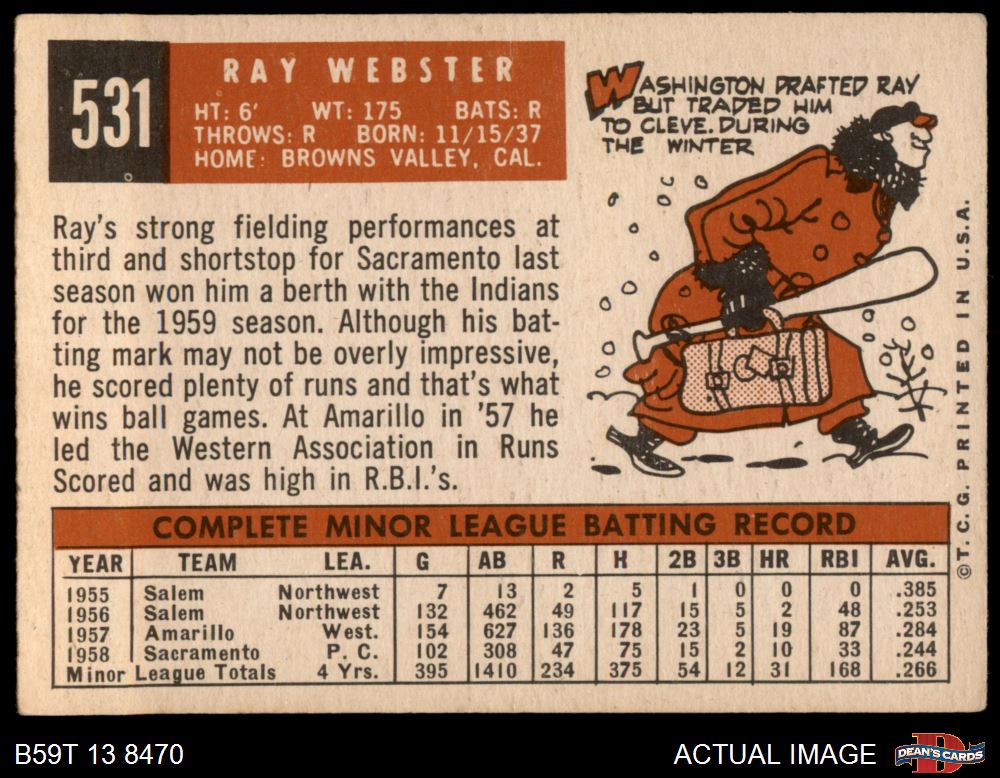 531
RAY WEBSTER
HT: 6' WT: 175 BATS: R
THROWS: R BORN: 11/15/37
HOME: BROWNS VALLEY, CAL.
WASHINGTON DRAFTED RAY
BUT TRADED HIM
TO CLEVE. DURING
THE WINTER
Ray's strong fielding performances at
third and shortstop for Sacramento last
season won him a berth with the Indians
for the 1959 season. Although his bat-
ting mark may not be overly impressive,
he scored plenty of runs and that's what
wins ball games. At Amarillo in '57 he
led the Western Association in Runs
Scored and was high in R.B.I.'s.
COMPLETE MINOR LEAGUE BATTING RECORD
YEAR TEAM LEA. G AB R H 2B 3B HR RBI AVG.
1955 Salem Northwest 7 13 2 5 1 0 0 0 .385
1956 Salem Northwest 132 462 49 117 15 5 2 48 .253
1957 Amarillo West. 154 627 136 178 23 5 19 87 .284
1958 Sacramento P. C. 102 308 47 75 15 2 10 33 .244
Minor League Totals 4 Yrs. 395 1410 234 375 54 12 31 168 .266
©T. C. G. PRINTED IN U.S.A.
B59T 13 8470
ACTUAL IMAGE
DEAN'S CARDS